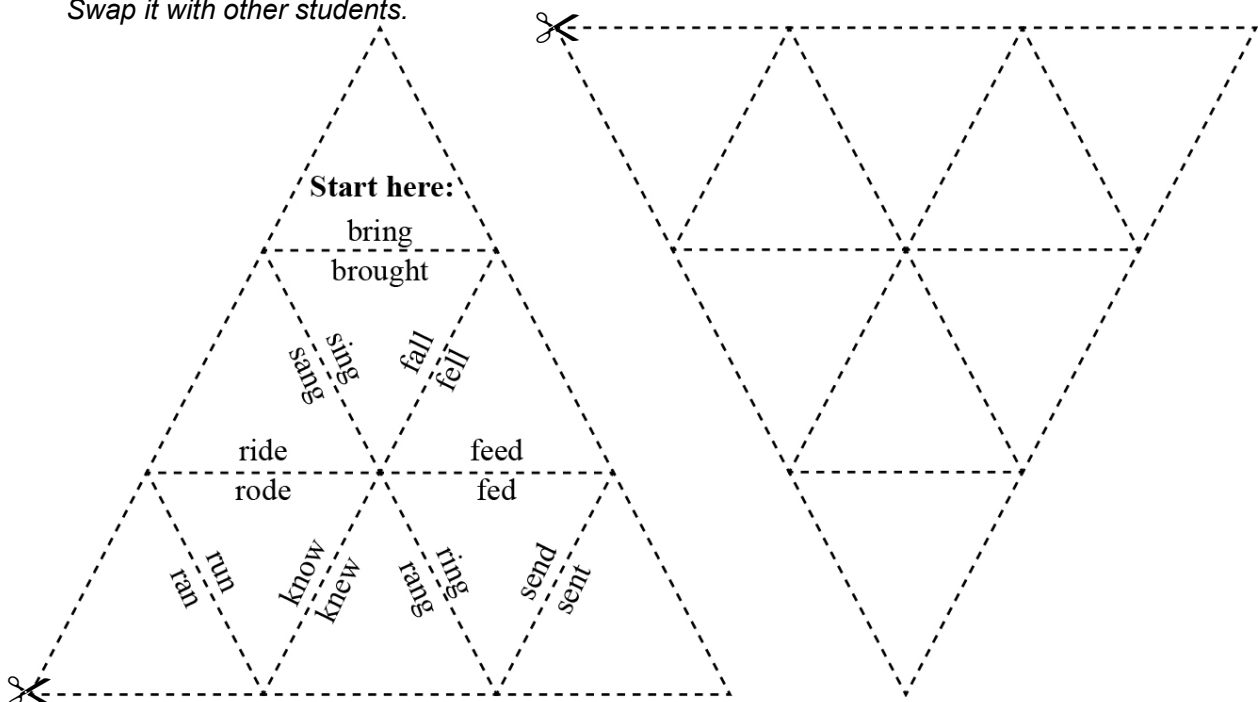 Swap it with other students.
Start here:
bring
brought
sing
sang
fall
fell
ride
rode
feed
fed
run
ran
know
knew
ring
rang
send
sent